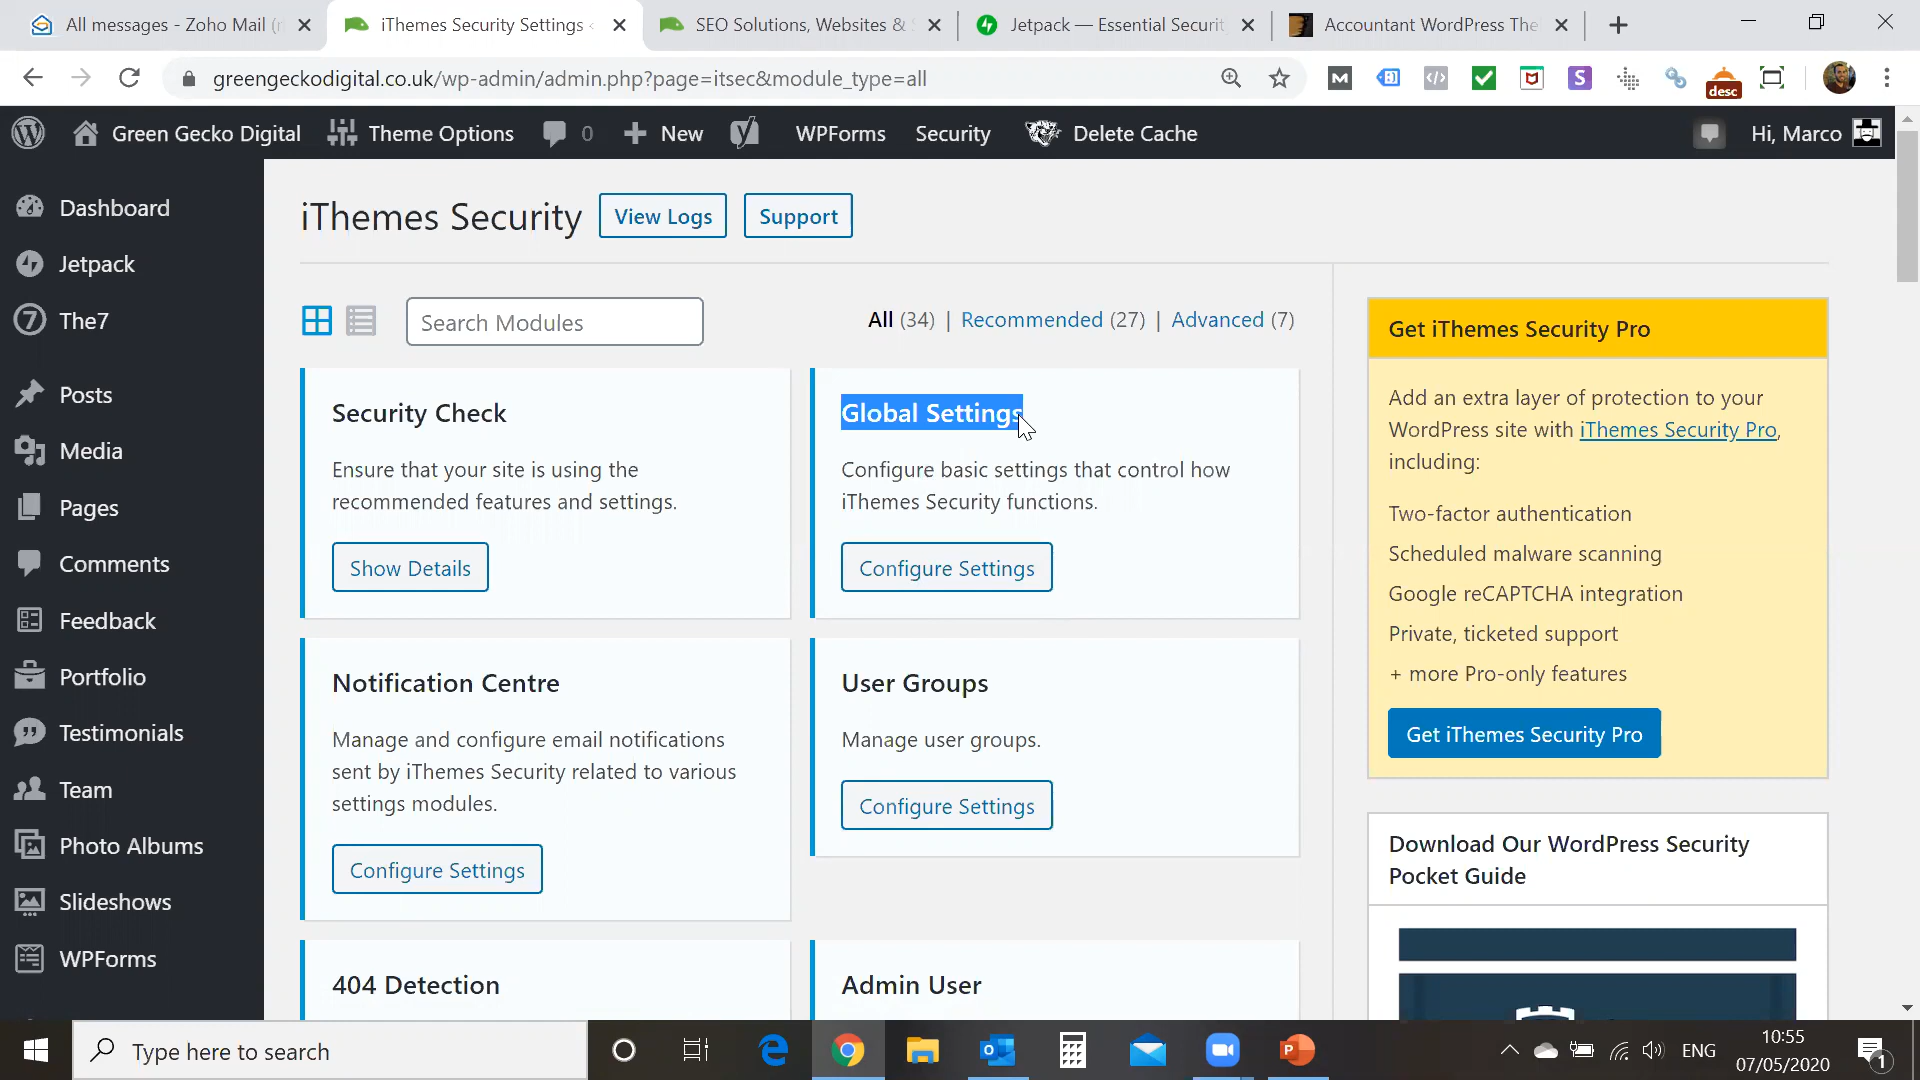 All messages - Zoho Mail (
iThemes Security Settings
SEO Solutions, Websites &
Jetpack — Essential Securit
Accountant WordPress The
greengeckodigital.co.uk/wp-admin/admin.php?page=itsec&module_type=all
desc
Green Gecko Digital
Theme Options
0
New
WPForms
Security
Delete Cache
Hi, Marco
Dashboard
Jetpack
The7
Posts
Media
Pages
Comments
Feedback
Portfolio
Testimonials
Team
Photo Albums
Slideshows
WPForms
iThemes Security
View Logs
Support
Search Modules
All (34) | Recommended (27) | Advanced (7)
Security Check
Ensure that your site is using the
recommended features and settings.
Show Details
Global Settings
Configure basic settings that control how
iThemes Security functions.
Configure Settings
Notification Centre
Manage and configure email notifications
sent by iThemes Security related to various
settings modules.
Configure Settings
User Groups
Manage user groups.
Configure Settings
404 Detection
Admin User
Get iThemes Security Pro
Add an extra layer of protection to your
WordPress site with iThemes Security Pro,
including:
Two-factor authentication
Scheduled malware scanning
Google reCAPTCHA integration
Private, ticketed support
+ more Pro-only features
Get iThemes Security Pro
Download Our WordPress Security
Pocket Guide
Type here to search
ENG
10:55
07/05/2020
1